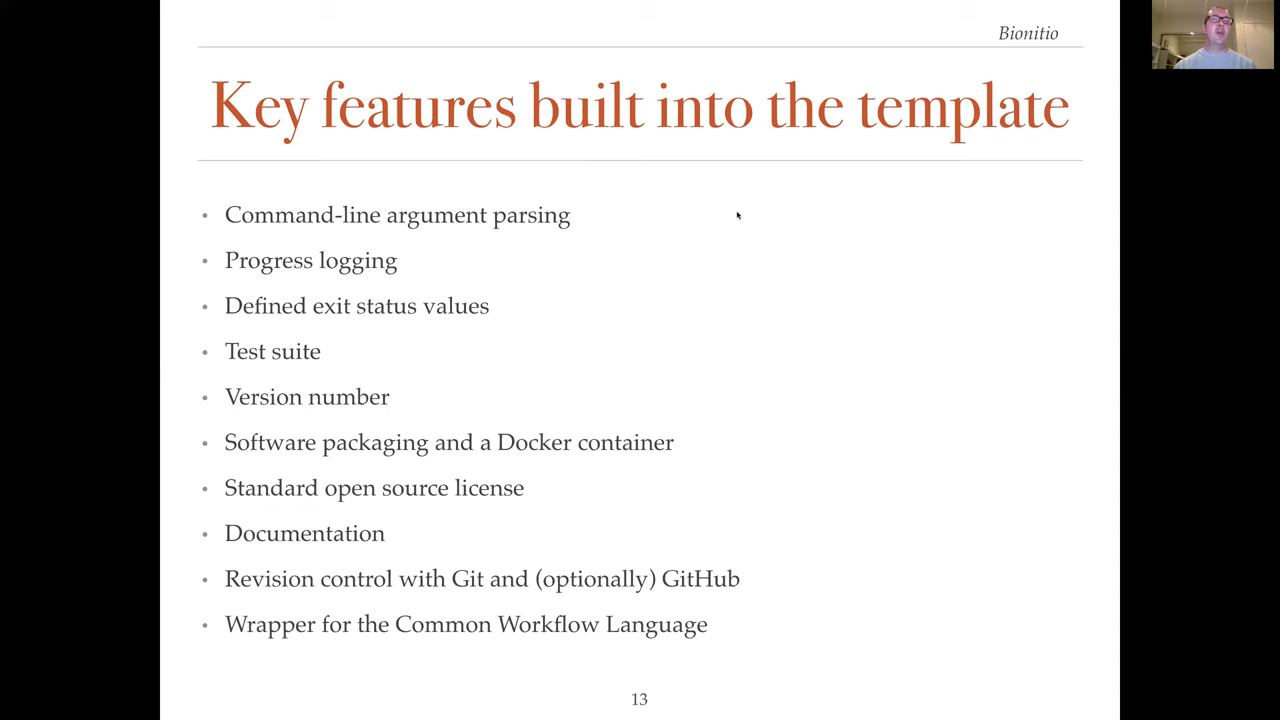 Bionitio
Key features built into the template
• Command-line argument parsing
• Progress logging
• Defined exit status values
• Test suite
• Version number
• Software packaging and a Docker container
• Standard open source license
• Documentation
• Revision control with Git and (optionally) GitHub
• Wrapper for the Common Workflow Language
13